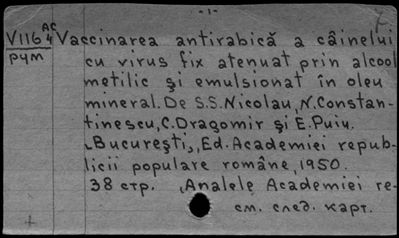 -1-
V1164 AC Vaccinarea antirabică a câinelui
рум cu virus fix atenuat prin alcool
metilic şi emulsionat în oleu
mineral. De S.S. Nicolau, N. Constan-
tinescu, C. Dragomir şi E. Puiu.
Bucureşti, Ed. Academiei repub-
licii populare române, 1950.
38 стр. Analele Academiei re-
см. след. карт.